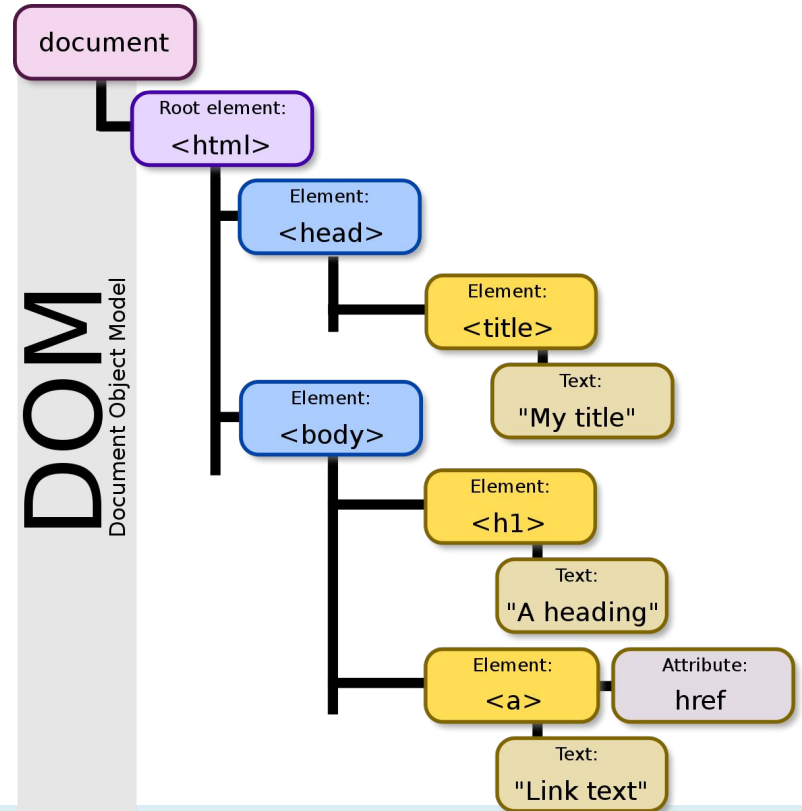 document
Root element:
<html>
Element:
<head>
Element:
<title>
Text:
"My title"
Element:
<body>
Element:
<h1>
Text:
"A heading"
Element:
<a>
Attribute:
href
Text:
"Link text"
DOM
Document Object Model